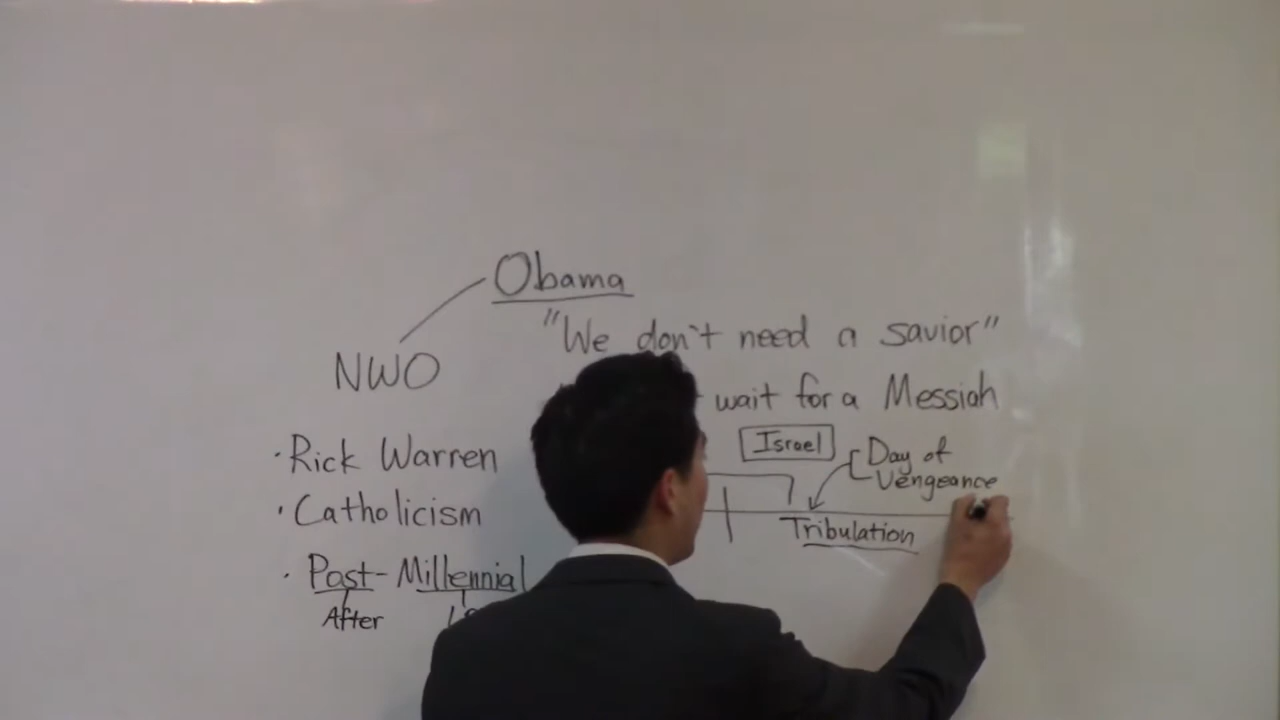 Obama
"We don't need a savior"
NWO
wait for a Messiah
Israel
Day of
Vengeance
· Rick Warren
· Catholicism
Tribulation
· Post-Millennial
After